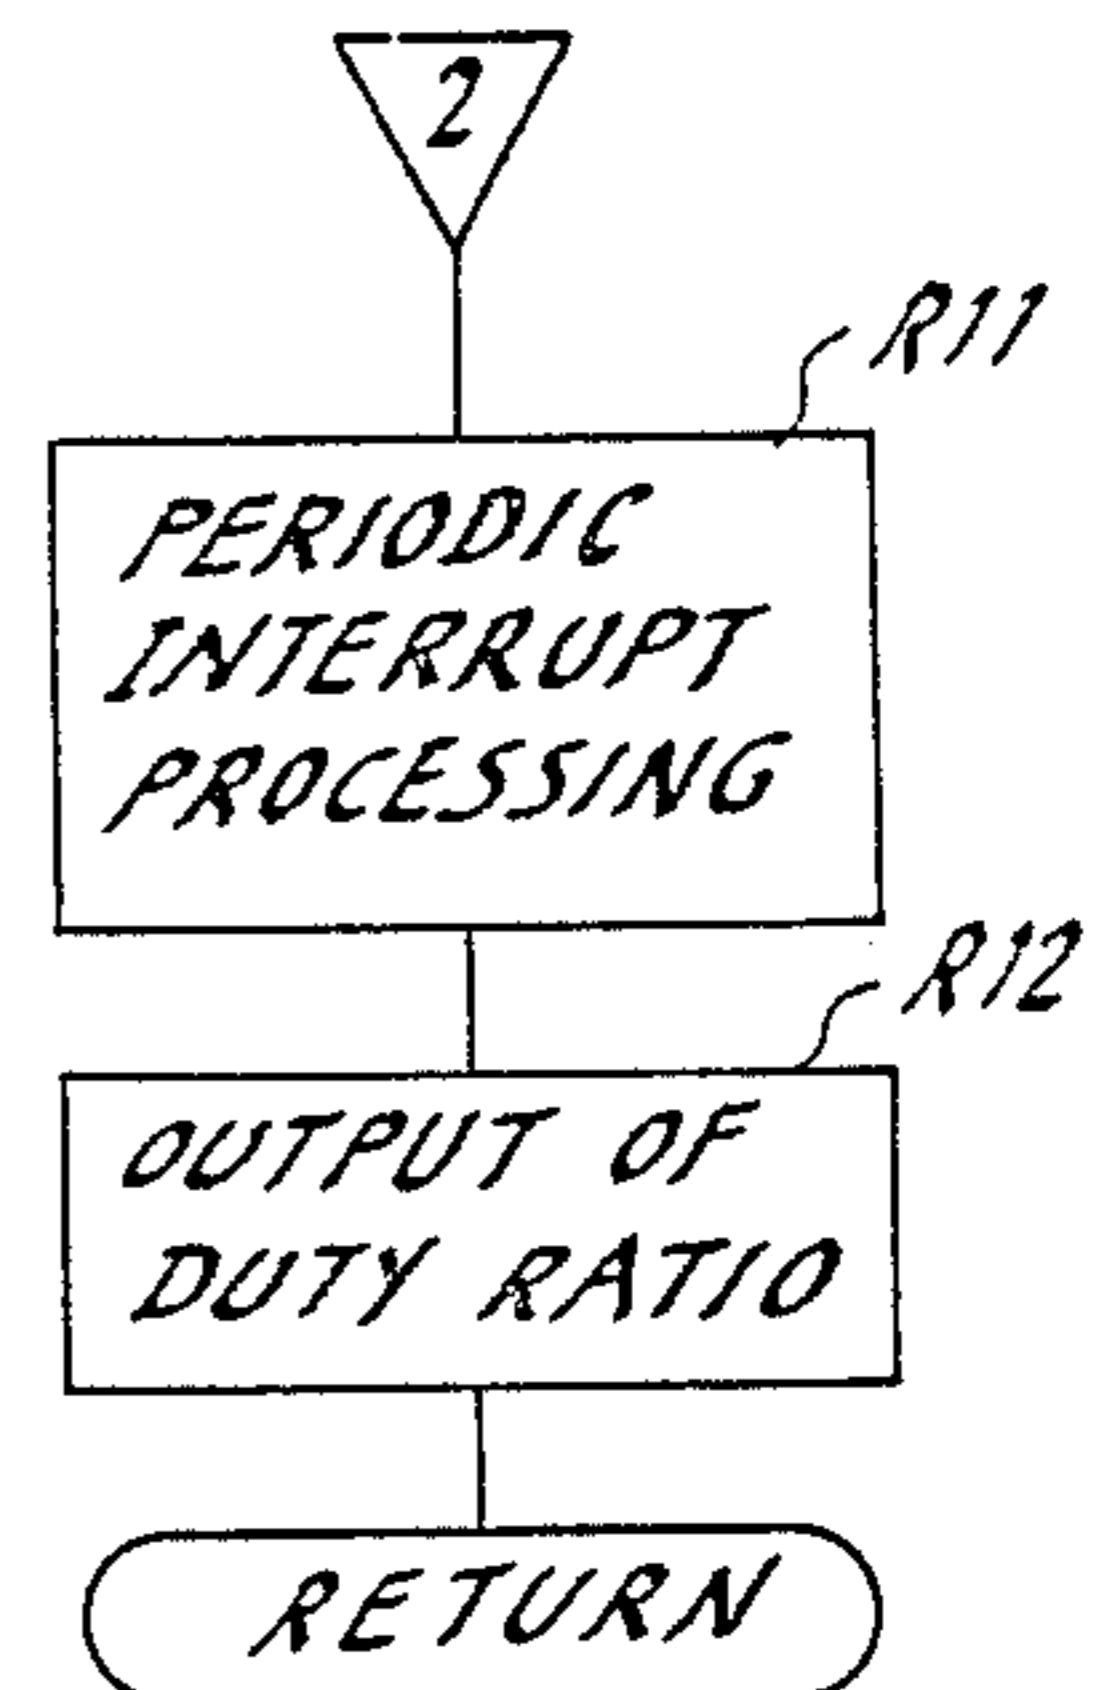 2
R11
PERIODIC
INTERRUPT
PROCESSING
R12
OUTPUT OF
DUTY RATIO
RETURN